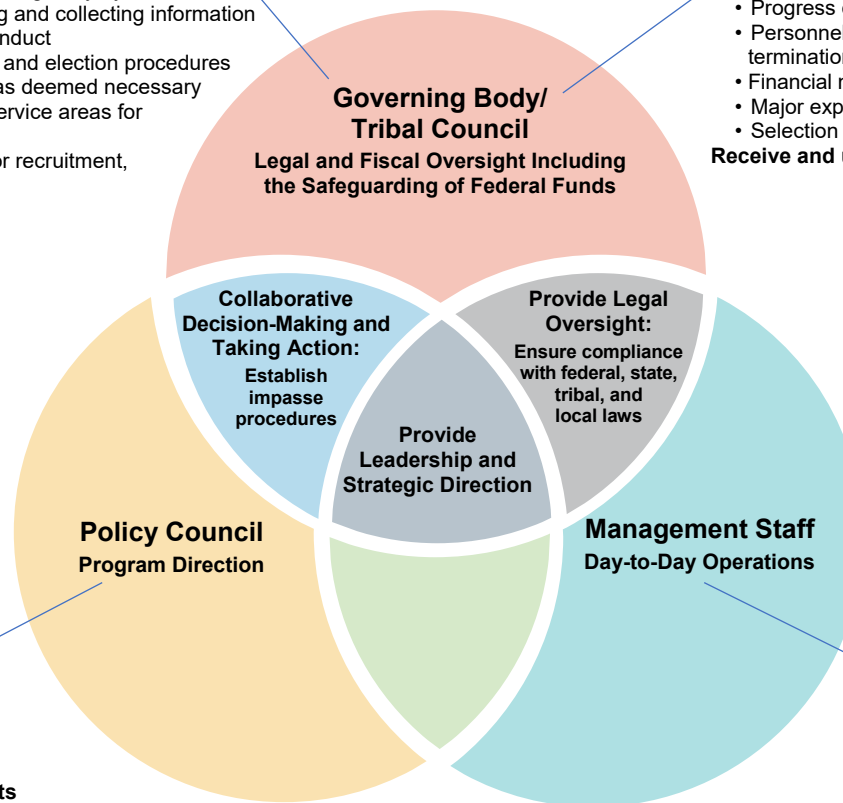 g and collecting information
nduct
and election procedures
as deemed necessary
ervice areas for
or recruitment,
• Progress
• Personnel
termination
• Financial
• Major exp
• Selection
Receive and
Governing Body/
Tribal Council
Legal and Fiscal Oversight Including
the Safeguarding of Federal Funds
Collaborative
Decision-Making and
Taking Action:
Establish
impasse
procedures
Provide Legal
Oversight:
Ensure compliance
with federal, state,
tribal, and
local laws
Provide
Leadership and
Strategic Direction
Policy Council
Program Direction
Management Staff
Day-to-Day Operations
ts